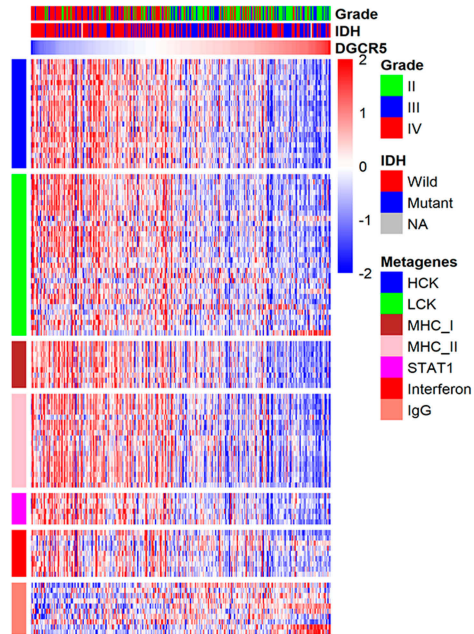 Grade
IDH
DGCR5
2
1
0
-1
-2
Grade
II
III
IV
IDH
Wild
Mutant
NA
Metagenes
HCK
LCK
MHC_I
MHC_II
STAT1
Interferon
IgG